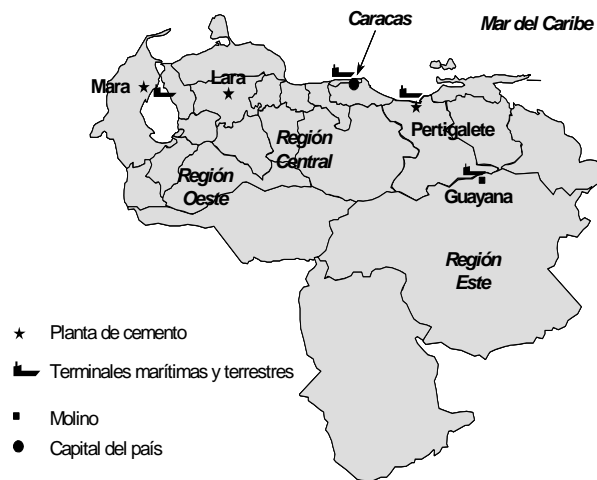 Caracas
Mar del Caribe
Mara
Lara
Pertigalete
Región
Central
Región
Oeste
Guayana
Región
Este
Planta de cemento
Terminales marítimas y terrestres
Molino
Capital del país